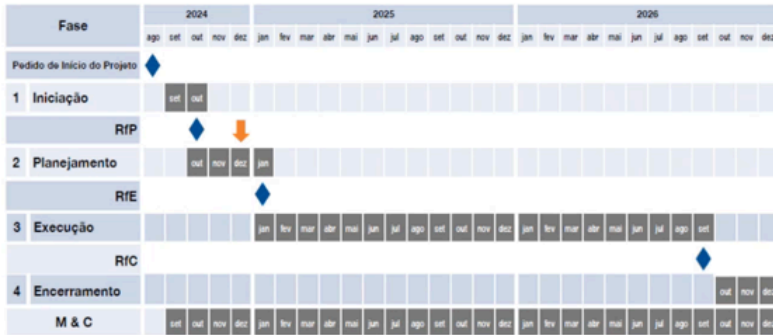 Fase
2024 2025 2026
ago set out nov dez jan fev mar abr mai jun jul ago set out nov dez jan fev mar abr mai jun jul ago set out nov dez
Pedido de Início do Projeto
1 Iniciação set out
RfP
2 Planejamento out nov dez jan
RfE
3 Execução jan fev mar abr mai jun jul ago set out nov dez jan fev mar abr mai jun jul ago set
RfC
4 Encerramento out nov dez
M & C set out nov dez jan fev mar abr mai jun jul ago set out nov dez jan fev mar abr mai jun jul ago set out nov dez